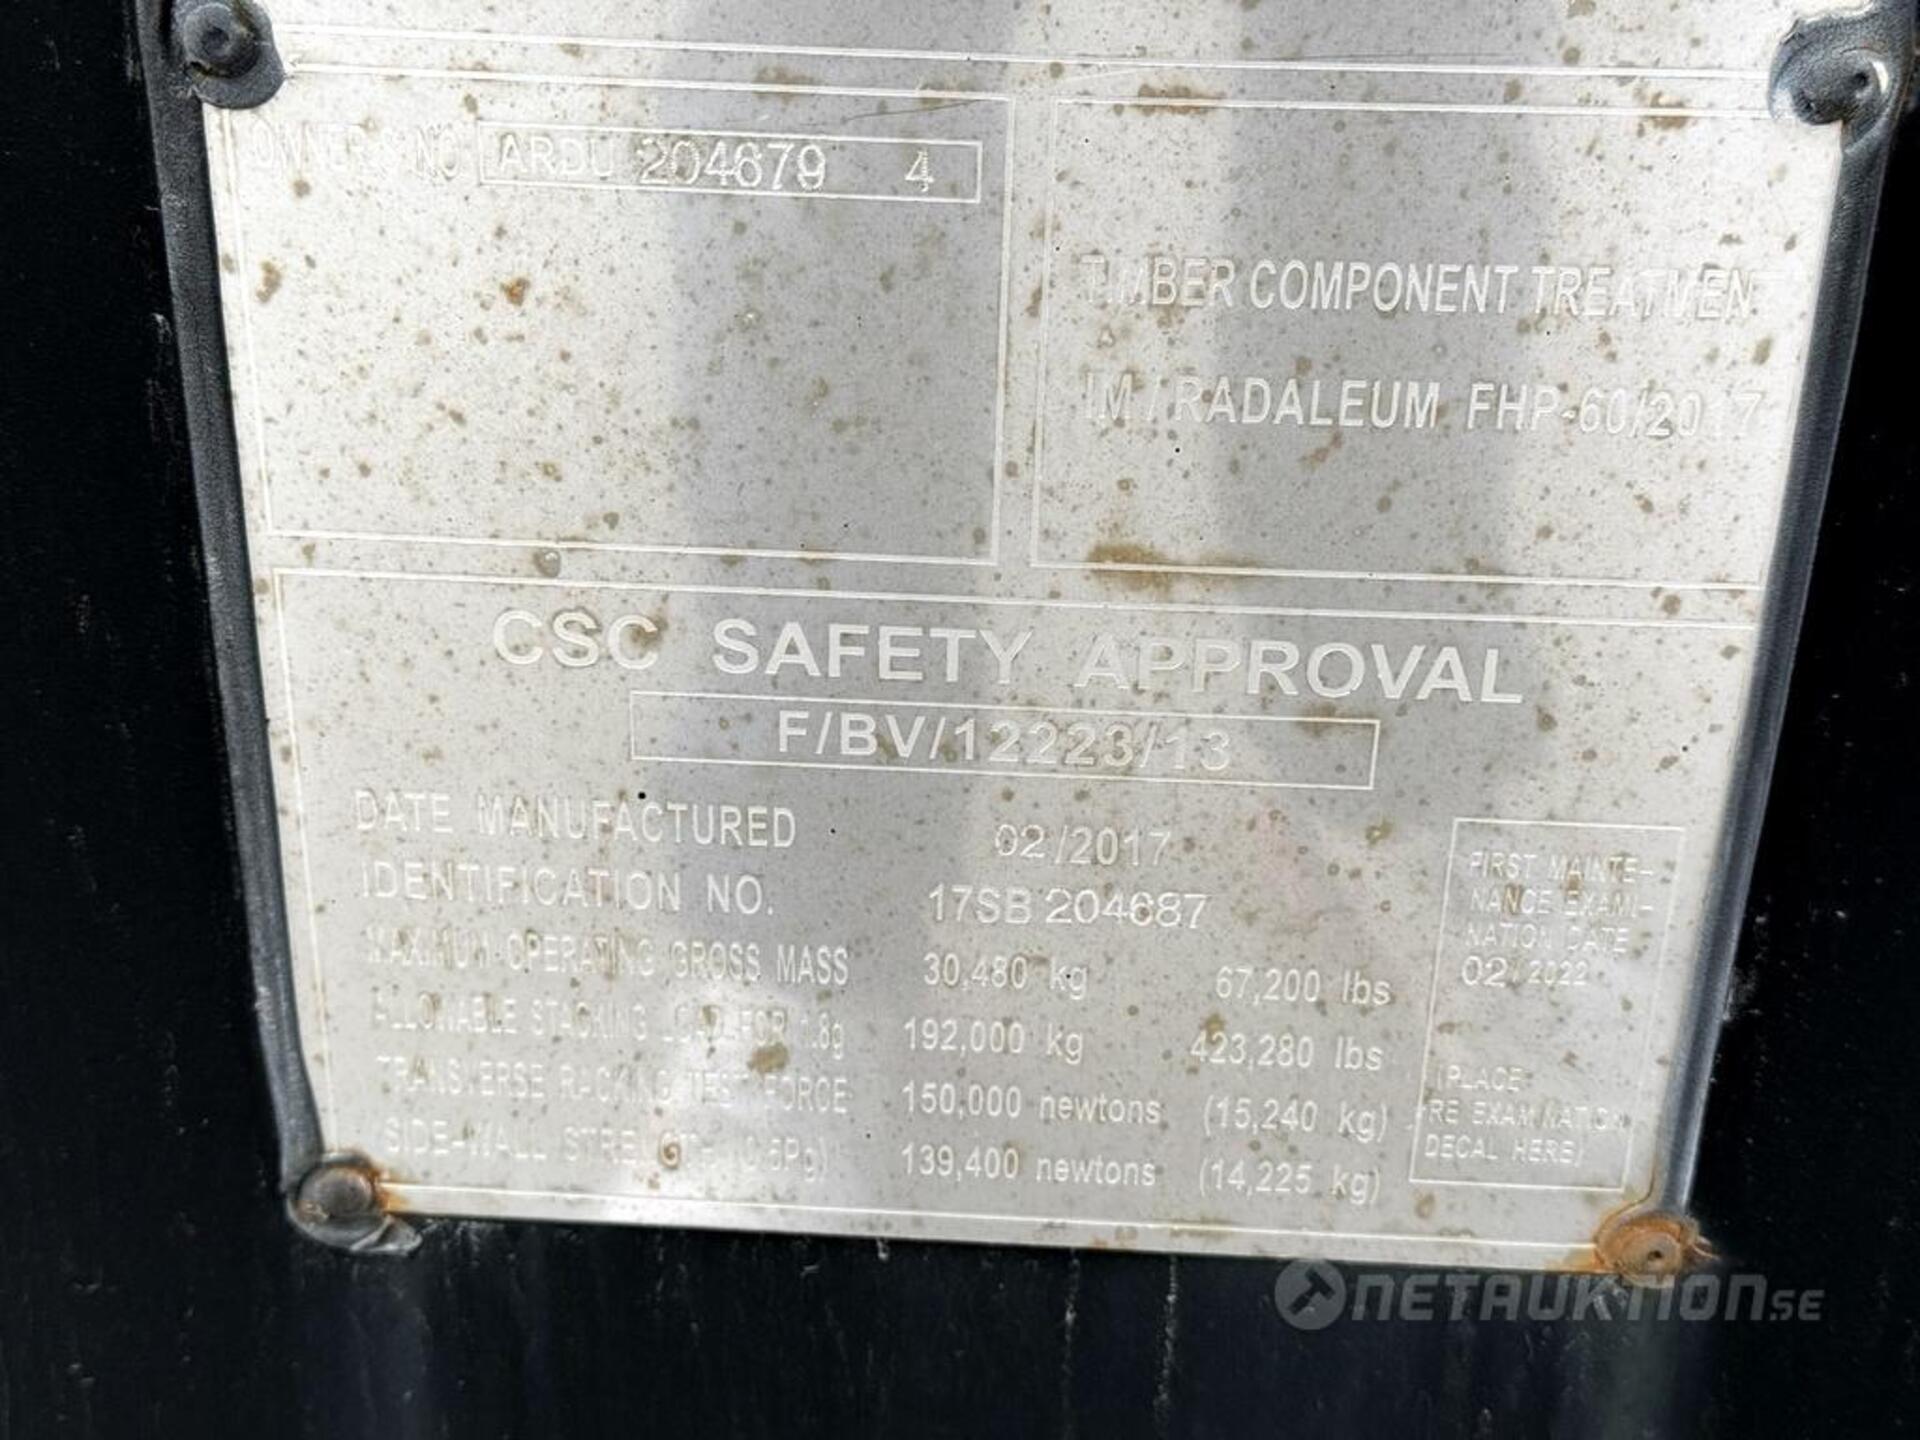 OWNER'S NO. ARDU 204679 4
TIMBER COMPONENT TREATMENT
IM / RADALEUM FHP-60/2017
CSC SAFETY APPROVAL
F/BV/12223/13
DATE MANUFACTURED 02/2017
IDENTIFICATION NO. 17SB 204687
MAXIMUM OPERATING GROSS MASS 30,480 kg 67,200 lbs
ALLOWABLE STACKING LOAD FOR 1.8g 192,000 kg 423,280 lbs
TRANSVERSE RACKING TEST FORCE 150,000 newtons (15,240 kg)
(SIDE-WALL STRENGTH 0.6Pg) 139,400 newtons (14,225 kg)
FIRST MAINTE-
NANCE EXAMI-
NATION DATE
02/2022
(PLACE
RE EXAMINATION
DECAL HERE)
NETAUKTION.SE